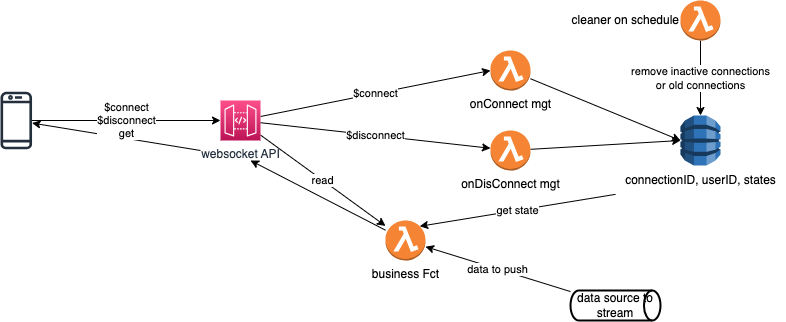 cleaner on schedule
remove inactive connections
or old connections
$connect
$disconnect
get
websocket API
$connect
onConnect mgt
$disconnect
onDisConnect mgt
connectionID, userID, states
read
get state
business Fct
data to push
data source to
stream